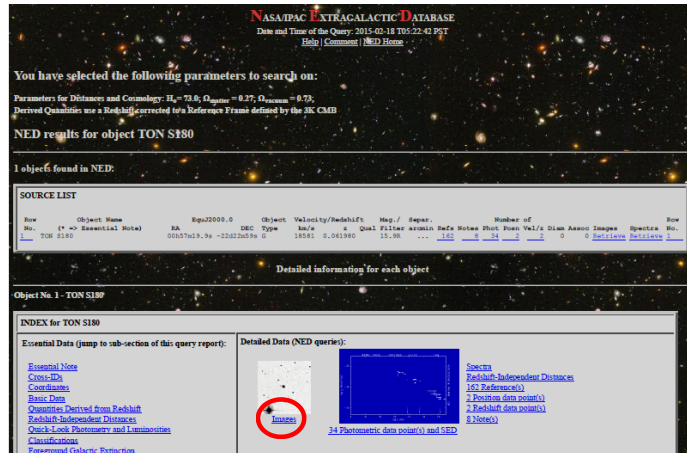 NASA/IPAC EXTRAGALACTIC DATABASE
Date and Time of the Query: 2015-02-18 T05:22:42 PST
Help | Comment | NED Home
You have selected the following parameters to search on:
Parameters for Distances and Cosmology: Ho= 73.0; Ωmatter = 0.27; Ωvacuum = 0.73;
Derived Quantities use a Redshift corrected to a Reference Frame defined by the 3K CMB
NED results for object TON S180
1 objects found in NED:
SOURCE LIST
Row Object Name EquJ2000.0 Object Velocity/Redshift Mag./ Separ. Number of Row
No. (* => Essential Note) RA DEC Type km/s z Qual Filter arcmin Refs Notes Phot Posn Vel/z Diam Assoc Images Spectra No.
1 TON S180 00h57m19.9s -22d22m59s G 18581 0.061980 15.9R ... 162 8 34 2 2 0 0 Retrieve Retrieve 1
Detailed information for each object
Object No. 1 - TON S180
INDEX for TON S180
Essential Data (jump to sub-section of this query report):
Detailed Data (NED queries):
Essential Note
Cross-IDs
Coordinates
Basic Data
Quantities Derived from Redshift
Redshift-Independent Distances
Quick-Look Photometry and Luminosities
Classifications
Foreground Galactic Extinction
Images
34 Photometric data point(s) and SED
Spectra
Redshift-Independent Distances
162 Reference(s)
2 Position data point(s)
2 Redshift data point(s)
8 Note(s)